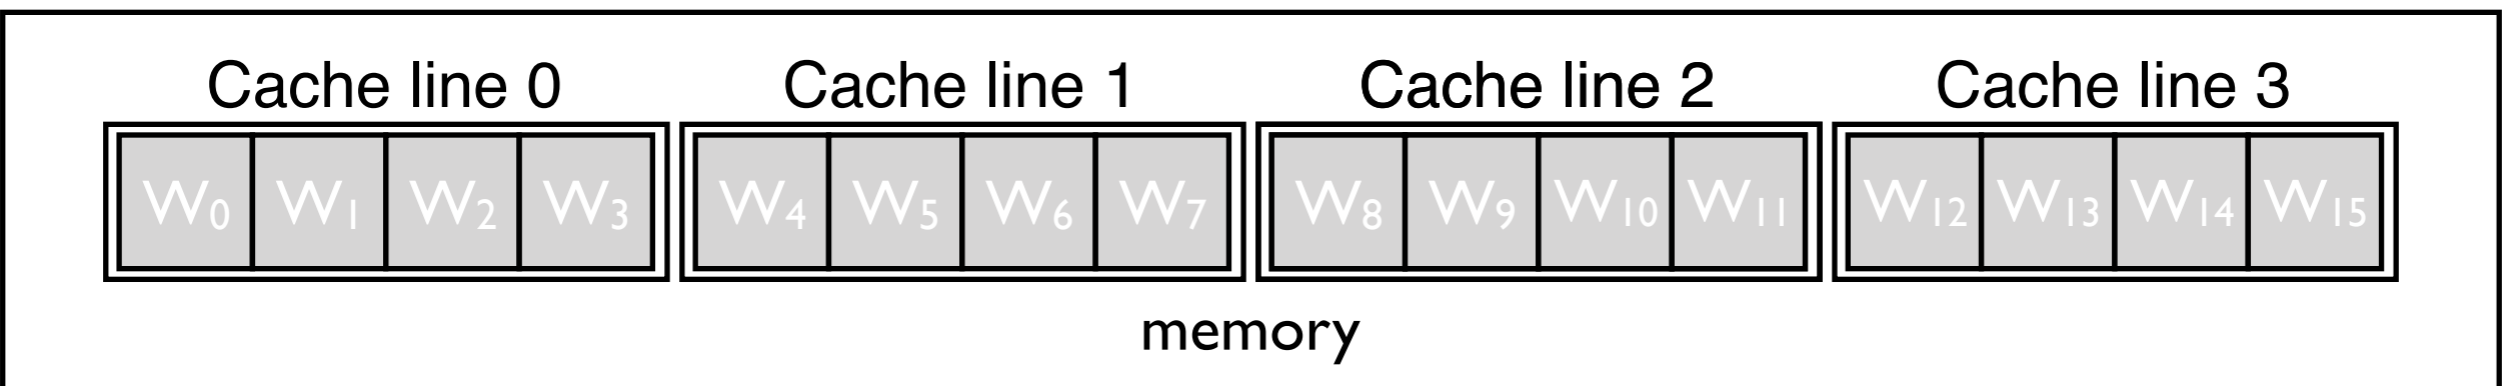 Cache line 0 Cache line 1 Cache line 2 Cache line 3
W₀ W₁ W₂ W₃ W₄ W₅ W₆ W₇ W₈ W₉ W₁₀ W₁₁ W₁₂ W₁₃ W₁₄ W₁₅
memory